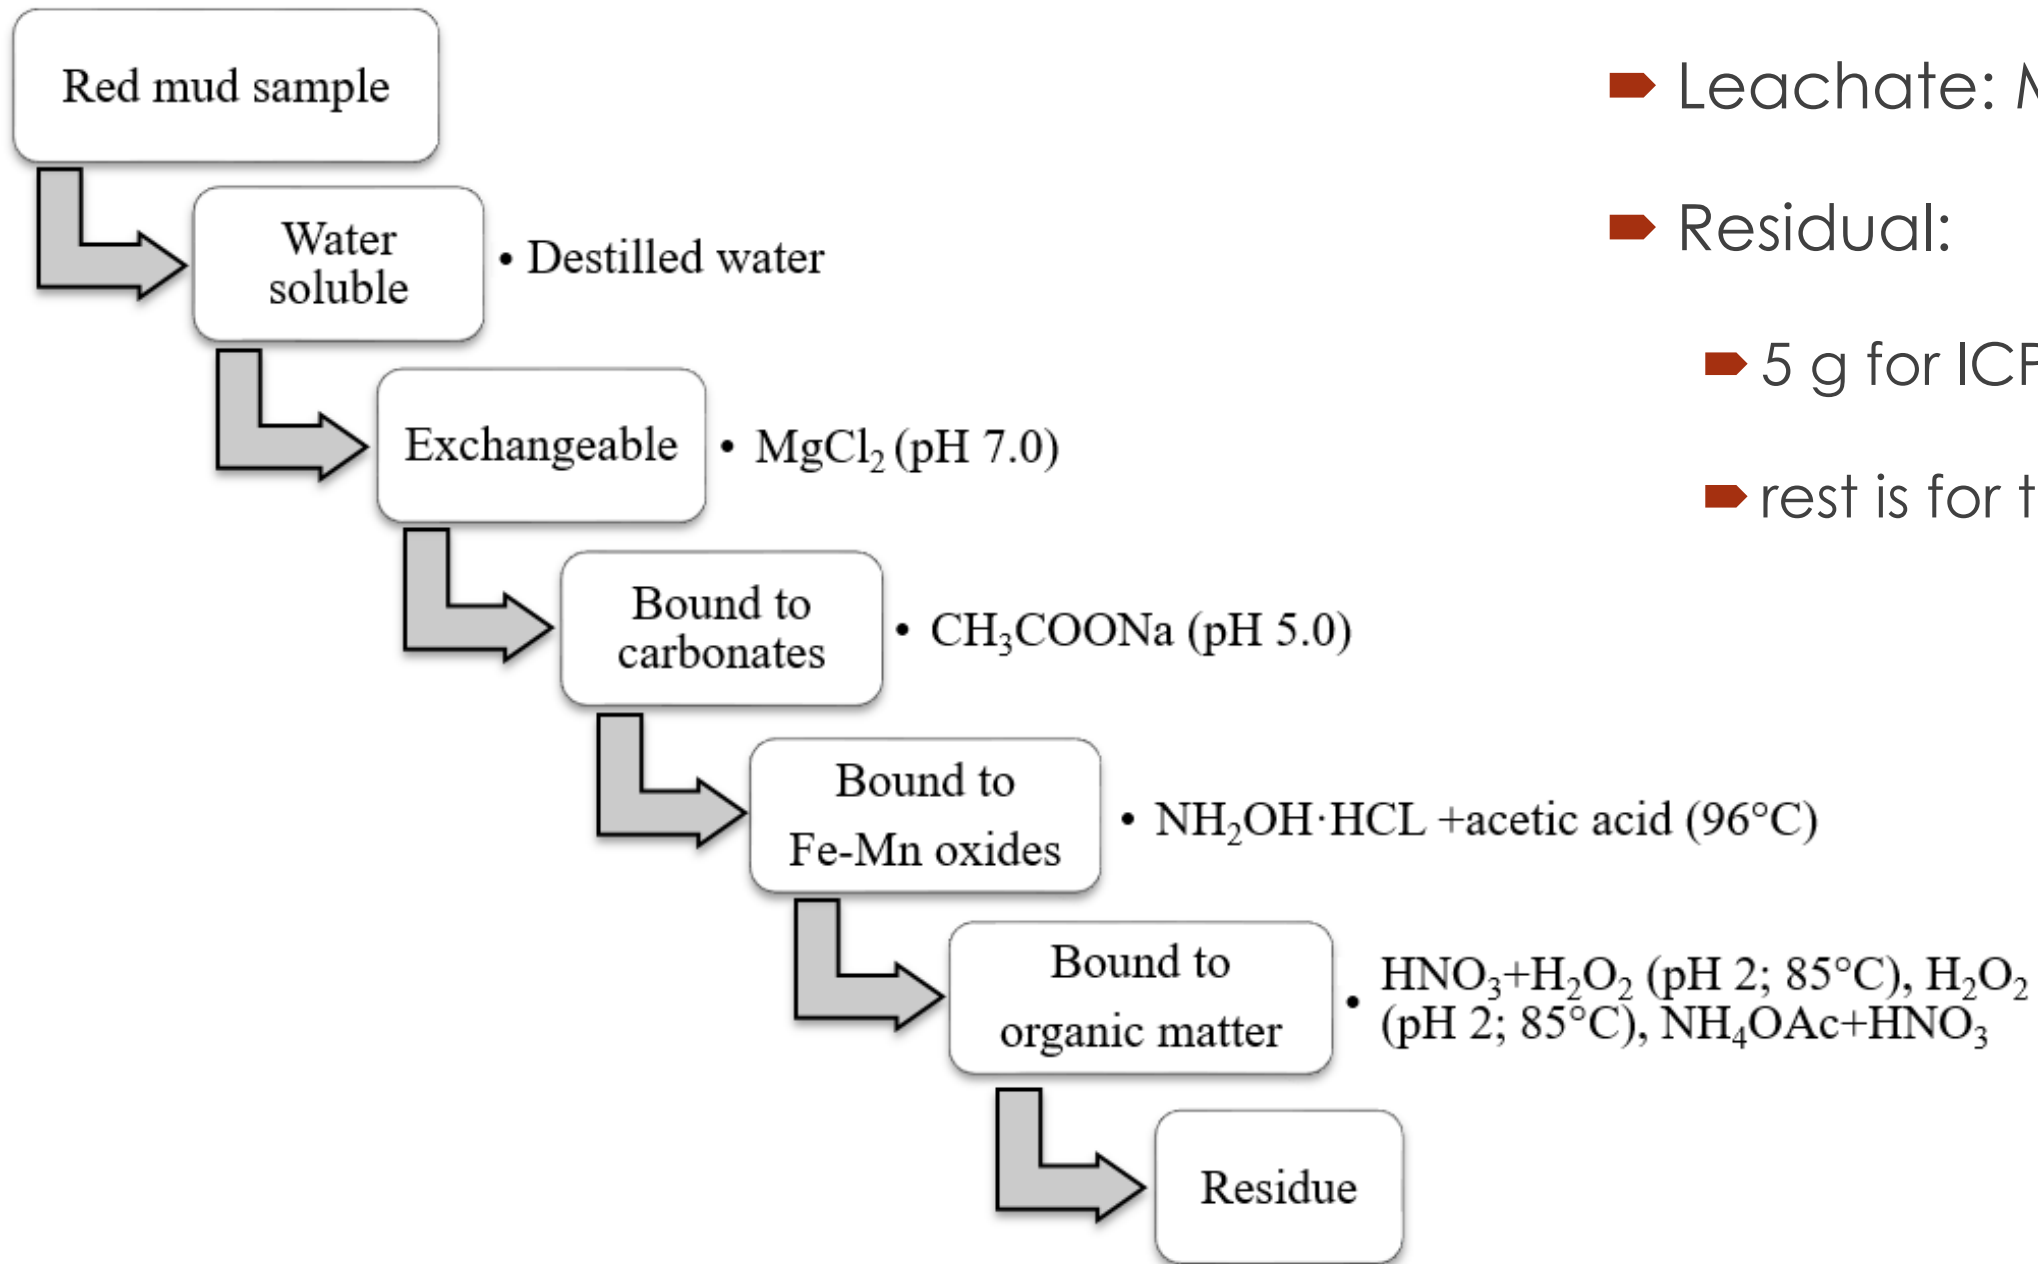 Red mud sample
Water
soluble
• Destilled water
Exchangeable
• MgCl₂ (pH 7.0)
Bound to
carbonates
• CH₃COONa (pH 5.0)
Bound to
Fe-Mn oxides
• NH₂OH·HCL +acetic acid (96°C)
Bound to
organic matter
• HNO₃+H₂O₂ (pH 2; 85°C), H₂O₂
(pH 2; 85°C), NH₄OAc+HNO₃
Residue
Leachate:
Residual:
5 g for
rest is for